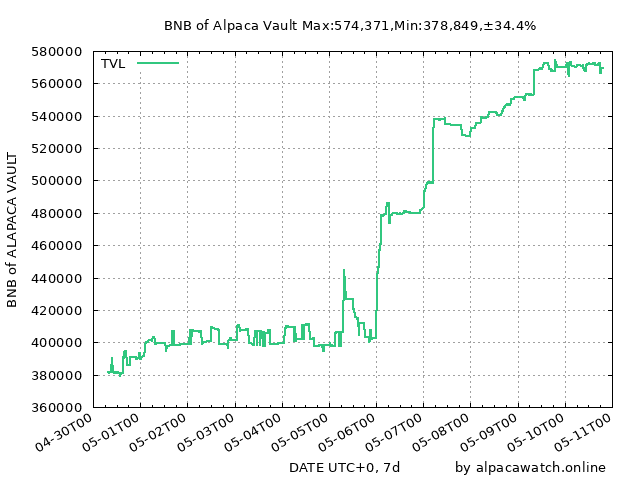 BNB of Alpaca Vault Max:574,371,Min:378,849,±34.4%
TVL
580000
560000
540000
520000
500000
480000
460000
440000
420000
400000
380000
360000
BNB of ALAPACA VAULT
04-30T00
05-01T00
05-02T00
05-03T00
05-04T00
05-05T00
05-06T00
05-07T00
05-08T00
05-09T00
05-10T00
05-11T00
DATE UTC+0, 7d
by alpacawatch.online